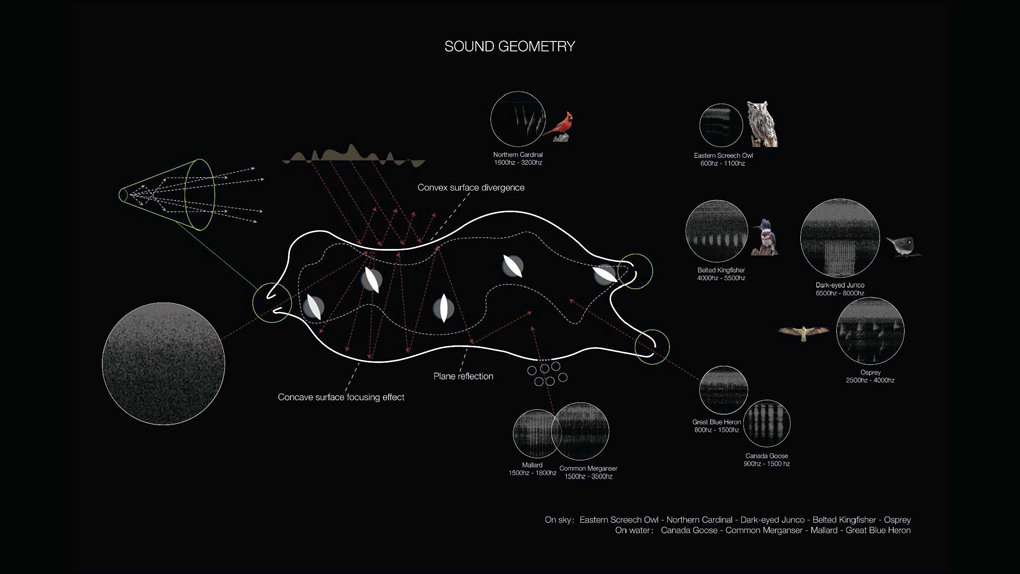 SOUND GEOMETRY
Northern Cardinal
1600hz - 3200hz
Eastern Screech Owl
600hz - 1100hz
Convex surface divergence
Belted Kingfisher
4000hz - 5500hz
Dark-eyed Junco
6500hz - 8000hz
Osprey
2500hz - 4000hz
Plane reflection
Concave surface focusing effect
Great Blue Heron
800hz - 1500hz
Canada Goose
900hz - 1500 hz
Mallard
1500hz - 1800hz
Common Merganser
1500hz - 3500hz
On sky : Eastern Screech Owl - Northern Cardinal - Dark-eyed Junco - Belted Kingfisher - Osprey
On water : Canada Goose - Common Merganser - Mallard - Great Blue Heron